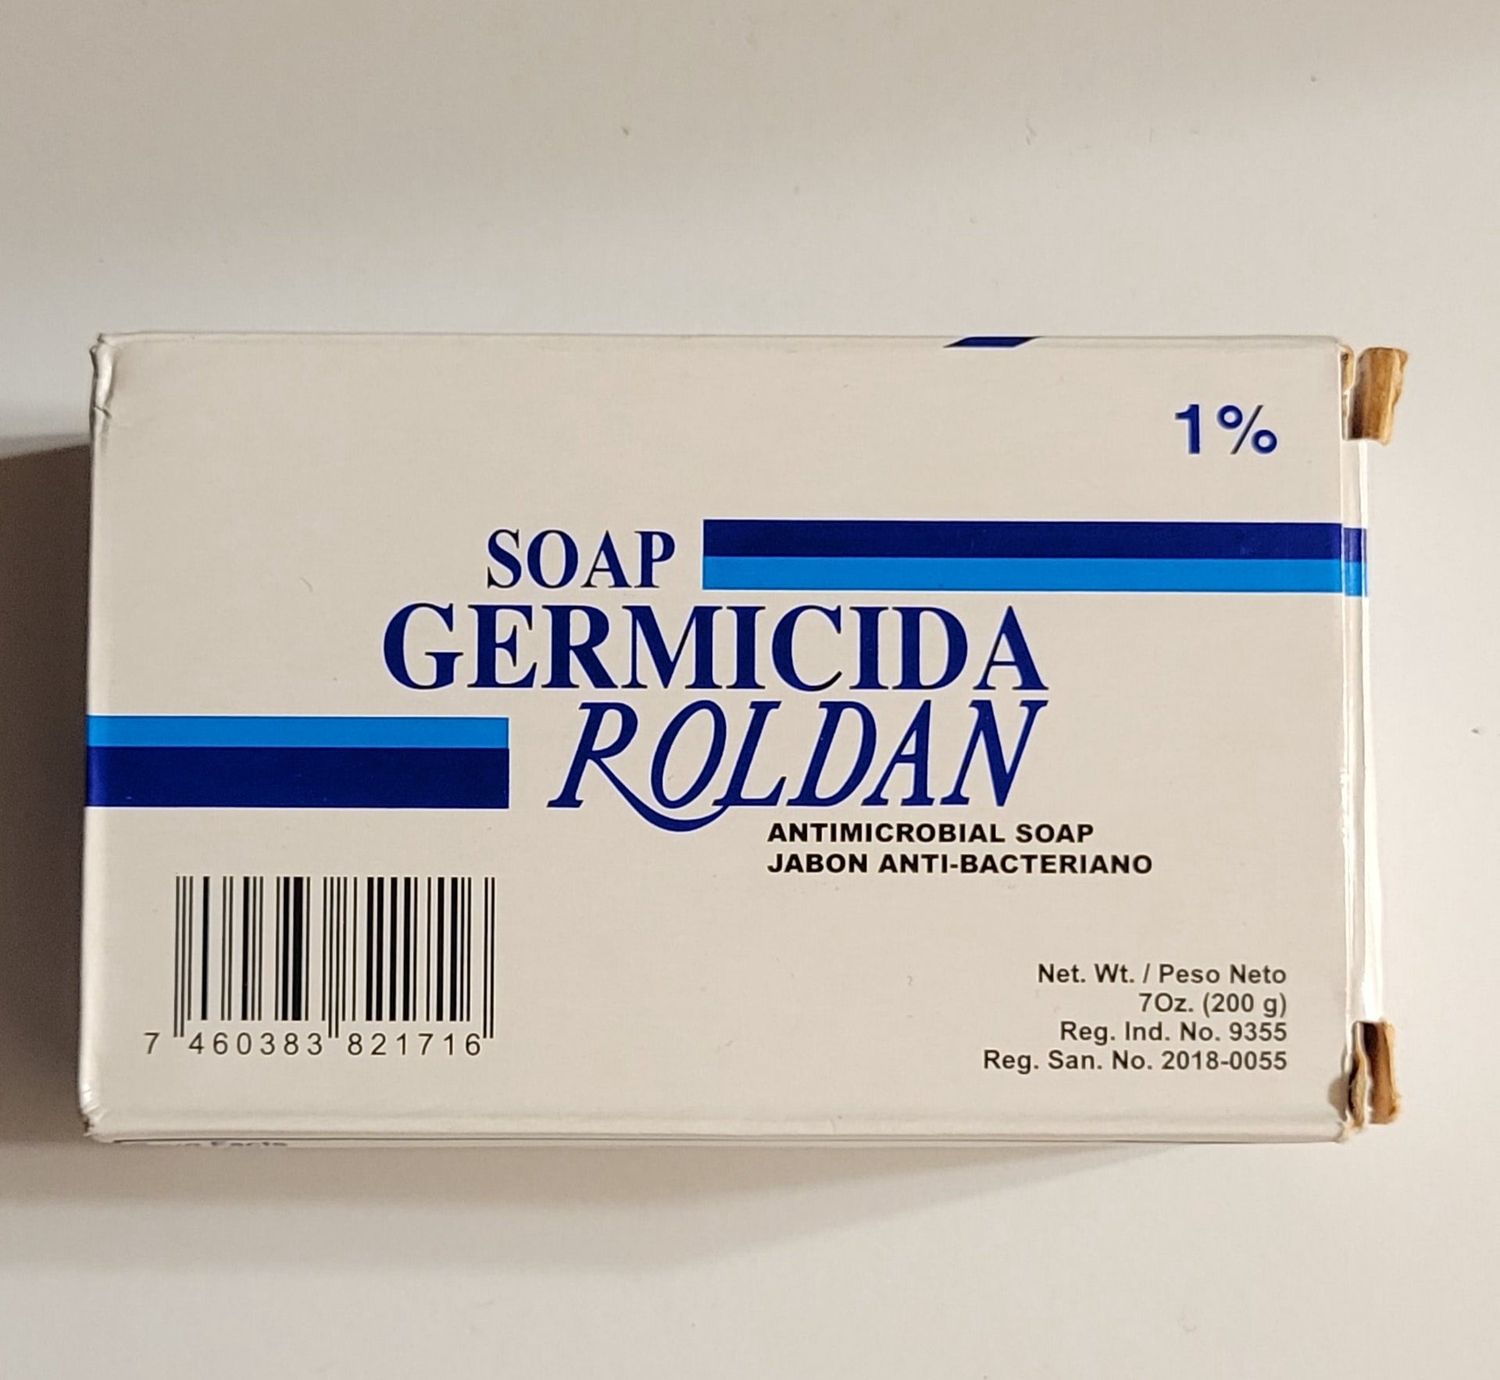 1%
SOAP
GERMICIDA
ROLDAN
ANTIMICROBIAL SOAP
JABON ANTI-BACTERIANO
7 460383 821716
Net. Wt. / Peso Neto
7Oz. (200 g)
Reg. Ind. No. 9355
Reg. San. No. 2018-0055